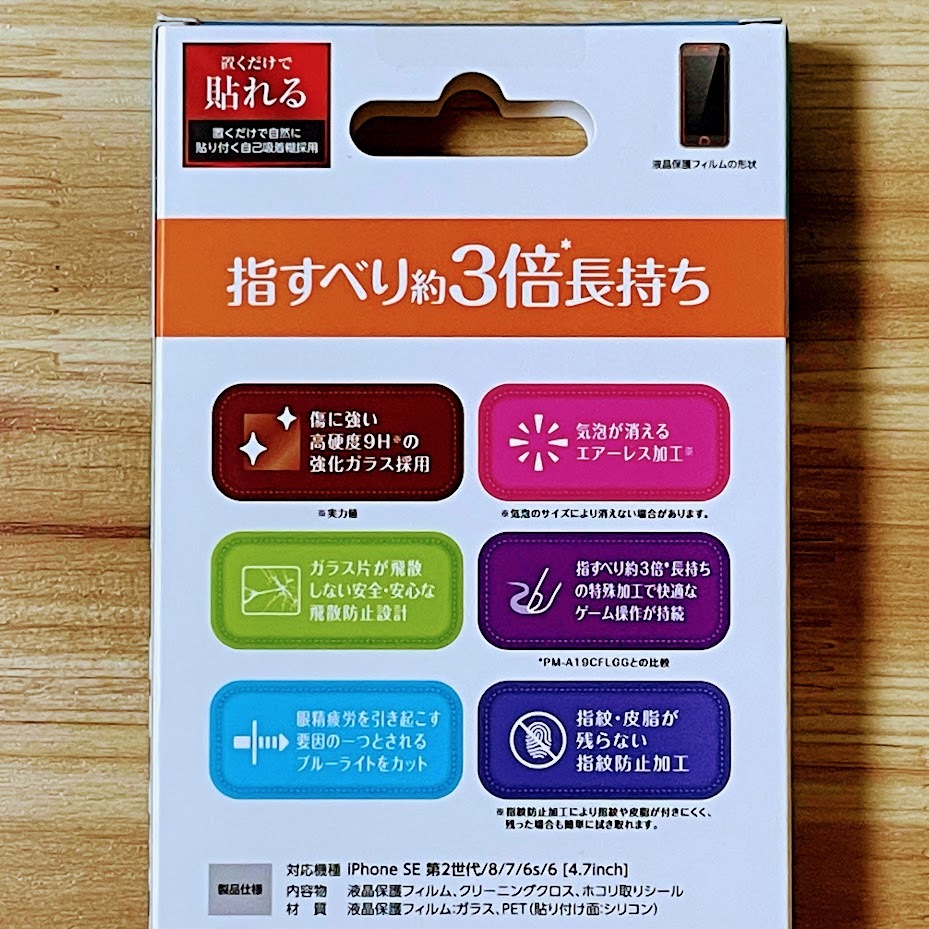 置くだけで
貼れる
置くだけで自然に
貼り付く自己吸着糊採用
液晶保護フィルムの形状
指すべり約3倍*長持ち
傷に強い
高硬度9H※の
強化ガラス採用
※実力値
気泡が消える
エアーレス加工※
※気泡のサイズにより消えない場合があります。
ガラス片が飛散
しない安全・安心な
飛散防止設計
指すべり約3倍*長持ち
の特殊加工で快適な
ゲーム操作が持続
*PM-A19CFLGGとの比較
眼精疲労を引き起こす
要因の一つとされる
ブルーライトをカット
指紋・皮脂が
残らない
指紋防止加工
※指紋防止加工により指紋や皮脂が付きにくく、
残った場合も簡単に拭き取れます。
製品仕様
対応機種 iPhone SE 第2世代/8/7/6s/6 [4.7inch]
内容物 液晶保護フィルム、クリーニングクロス、ホコリ取りシール
材質 液晶保護フィルム:ガラス、PET(貼り付け面:シリコン)